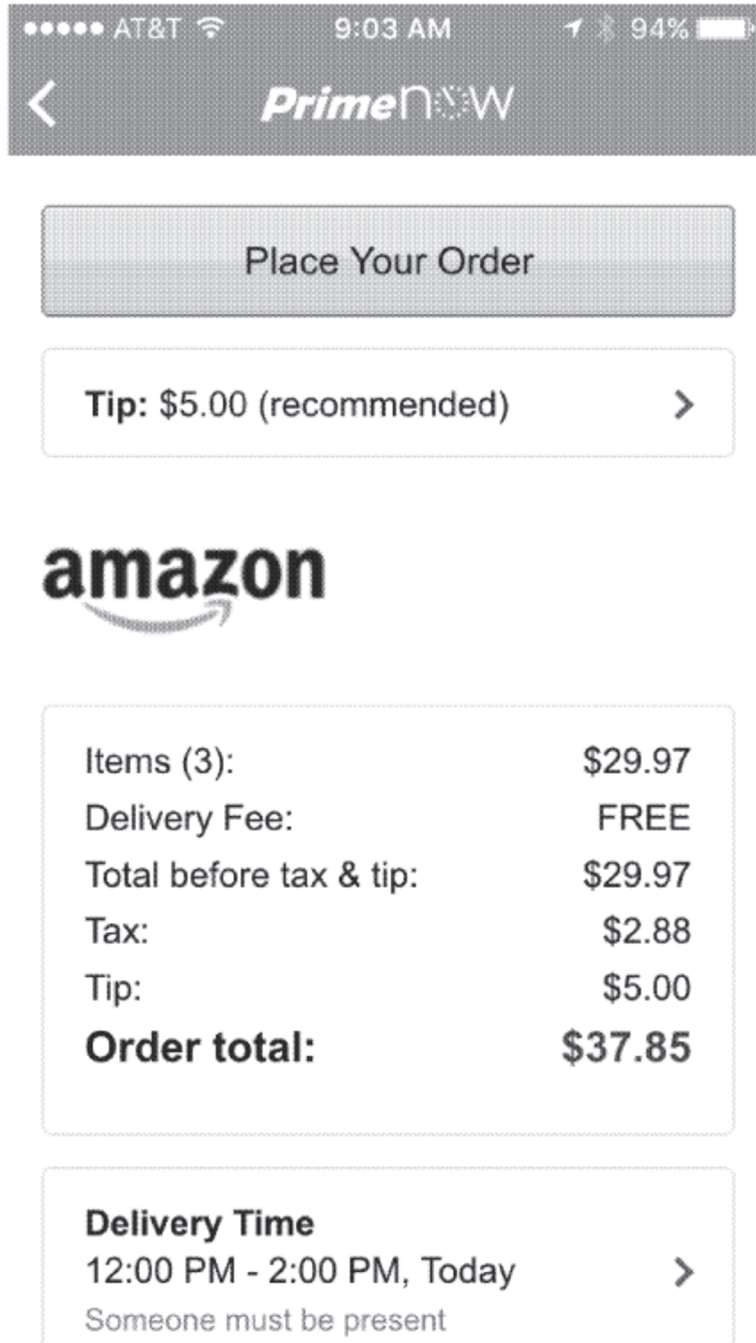 AT&T 9:03 AM 94%
Prime nOW
Place Your Order
Tip: $5.00 (recommended)
amazon
Items (3): $29.97
Delivery Fee: FREE
Total before tax & tip: $29.97
Tax: $2.88
Tip: $5.00
Order total: $37.85
Delivery Time
12:00 PM - 2:00 PM, Today
Someone must be present